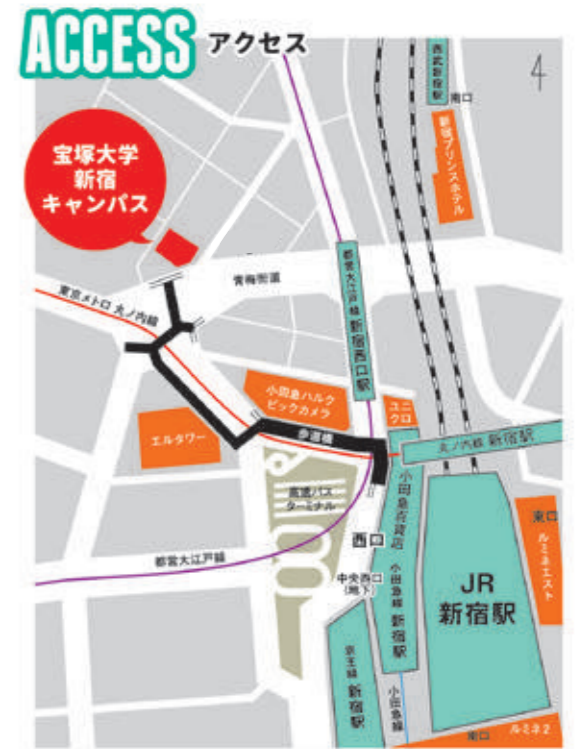 ACCESS アクセス
4
西武新宿駅
南口
新宿プリンスホテル
宝塚大学
新宿
キャンパス
青梅街道
東京メトロ 丸ノ内線
都営大江戸線 新宿西口駅
小田急ハルク
ビックカメラ
ユニ
クロ
エルタワー
歩道橋
丸ノ内線 新宿駅
高速バス
ターミナル
小田急百貨店
西口
東口
ルミネエスト
都営大江戸線
中央西口
(地下)
小田急線 新宿駅
JR
新宿駅
京王線 新宿駅
小田急線
南口
ルミネ2